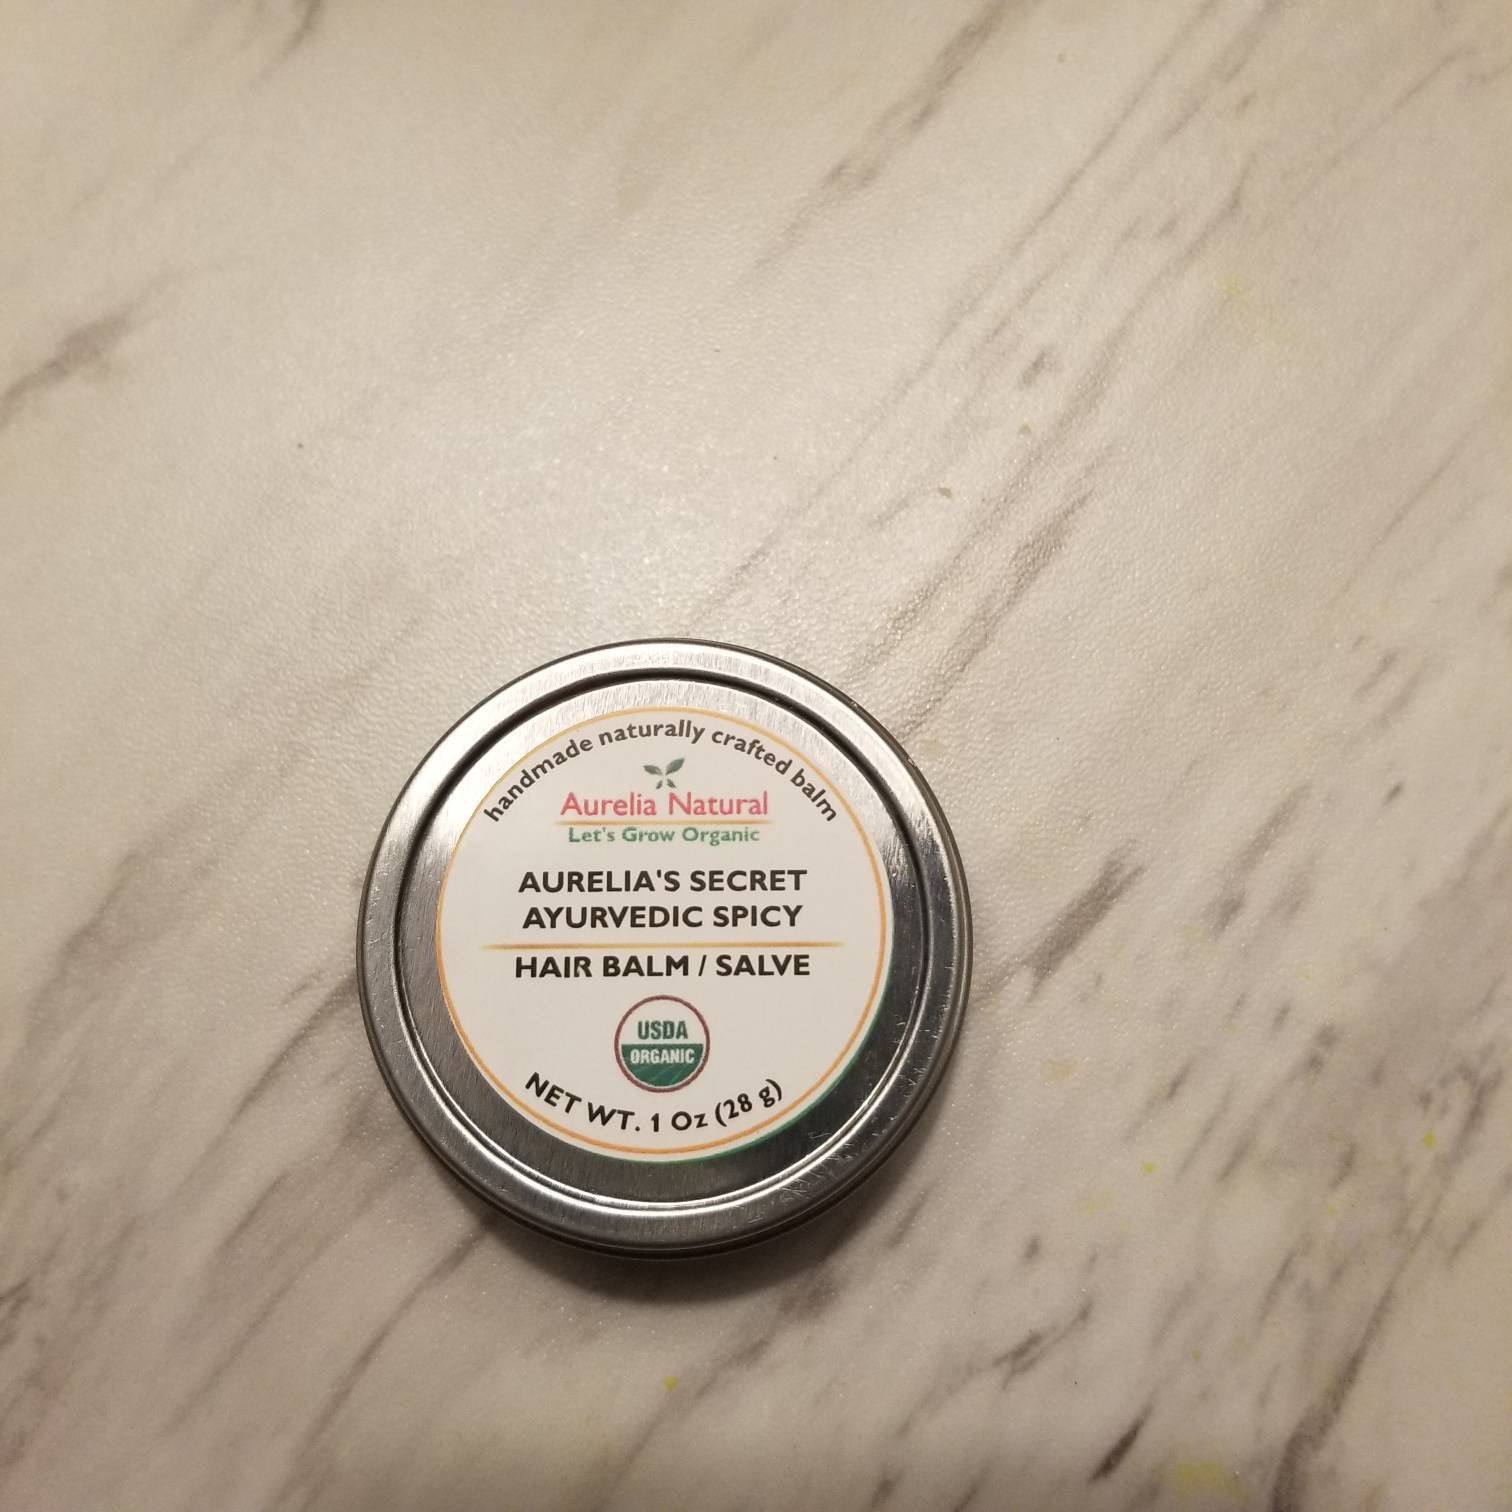 handmade naturally crafted balm
Aurelia Natural
Let's Grow Organic
AURELIA'S SECRET
AYURVEDIC SPICY
HAIR BALM / SALVE
USDA
ORGANIC
NET WT. 1 Oz (28 g)